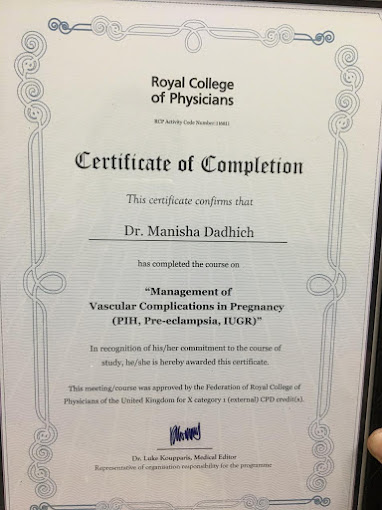 Royal College
of Physicians
RCP Activity Code Number:
Certificate of Completion
This certificate confirms that
Dr. Manisha Dadhich
has completed the course on
“Management of
Vascular Complications in Pregnancy
(PIH, Pre-eclampsia, IUGR)”
In recognition of his/her commitment to the course of
study, he/she is hereby awarded this certificate.
This meeting/course was approved by the Federation of Royal College of
Physicians of the United Kingdom for X category 1 (external) CPD credit(s).
Dr. Luke Koupparis, Medical Editor
Representative of organisation responsibility for the programme